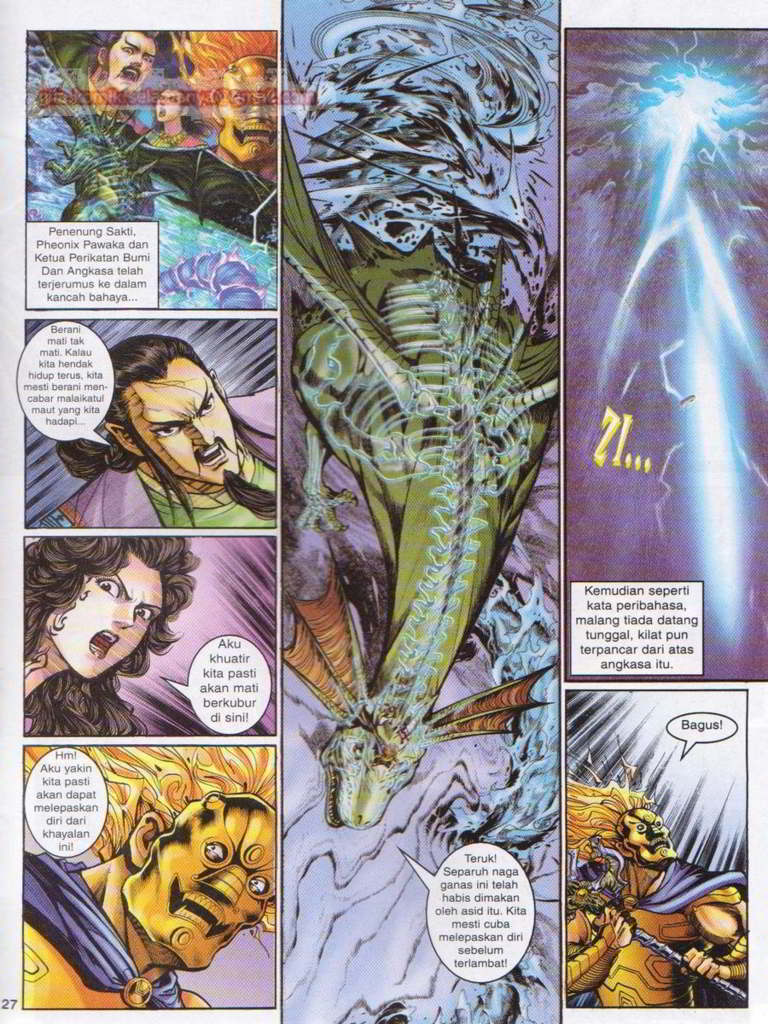 Penenung Sakti,
Pheonix Pawaka dan
Ketua Perikatan Bumi
Dan Angkasa telah
terjerumus ke dalam
kancah bahaya...
Berani
mati tak
mati. Kalau
kita hendak
hidup terus, kita
mesti berani men-
cabar malaikatul
maut yang kita
hadapi...
Aku
khuatir
kita pasti
akan mati
berkubur
di sini!
Hm!
Aku yakin
kita pasti
akan dapat
melepaskan
diri dari
khayalan
ini!
Teruk!
Separuh naga
ganas ini telah
habis dimakan
oleh asid itu. Kita
mesti cuba
melepaskan diri
sebelum
terlambat!
ZI...
Kemudian seperti
kata peribahasa,
malang tiada datang
tunggal, kilat pun
terpancar dari atas
angkasa itu.
Bagus!
27